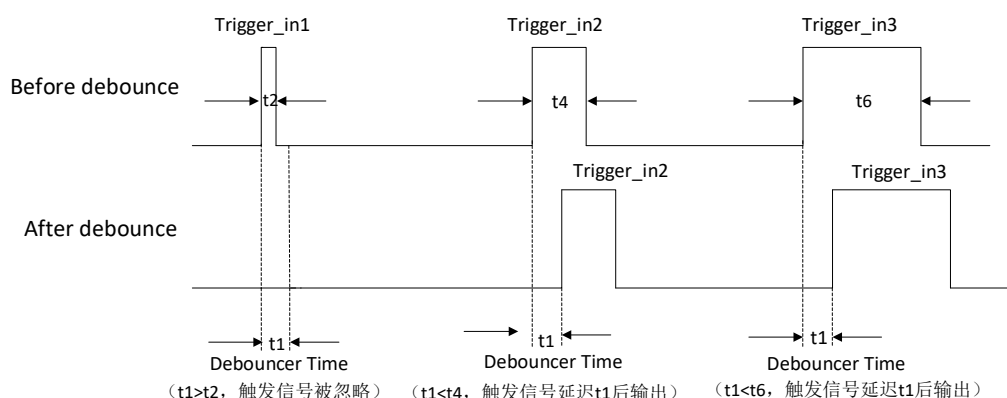 Trigger_in1
Trigger_in2
Trigger_in3
Before debounce
t2
t4
t6
Trigger_in2
Trigger_in3
After debounce
t1
t1
t1
Debouncer Time
Debouncer Time
Debouncer Time
（t1>t2，触发信号被忽略）
（t1<t4，触发信号延迟t1后输出）
（t1<t6，触发信号延迟t1后输出）